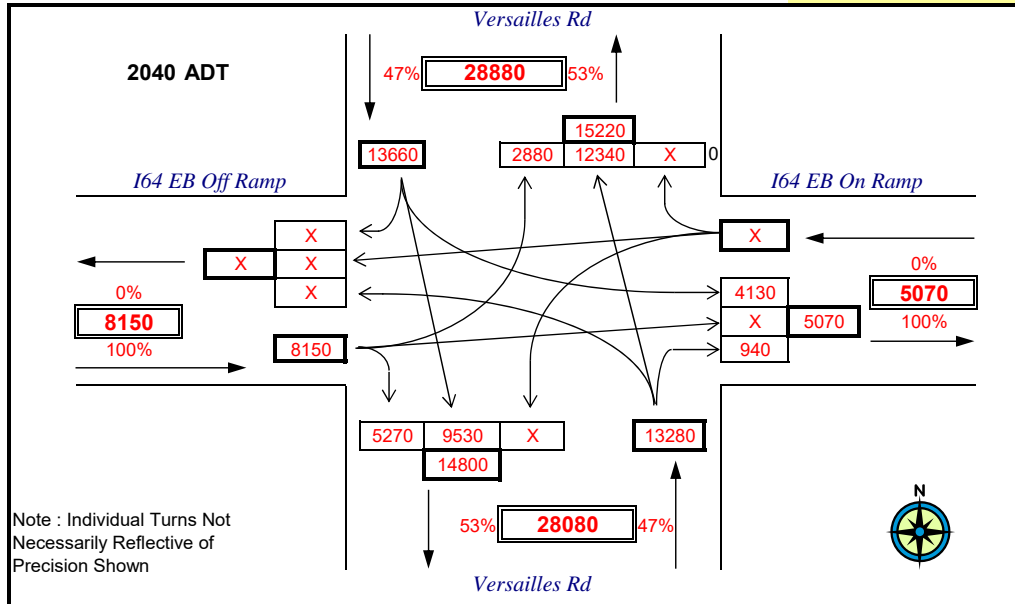 Versailles Rd
2040 ADT
47% 28880 53%
15220
13660 2880 12340 X 0
I64 EB Off Ramp I64 EB On Ramp
X X
X X
0% X 4130 0%
8150 X 5070 5070
100% 8150 940 100%
5270 9530 X 13280
14800
Note : Individual Turns Not
Necessarily Reflective of
Precision Shown
53% 28080 47%
N
Versailles Rd